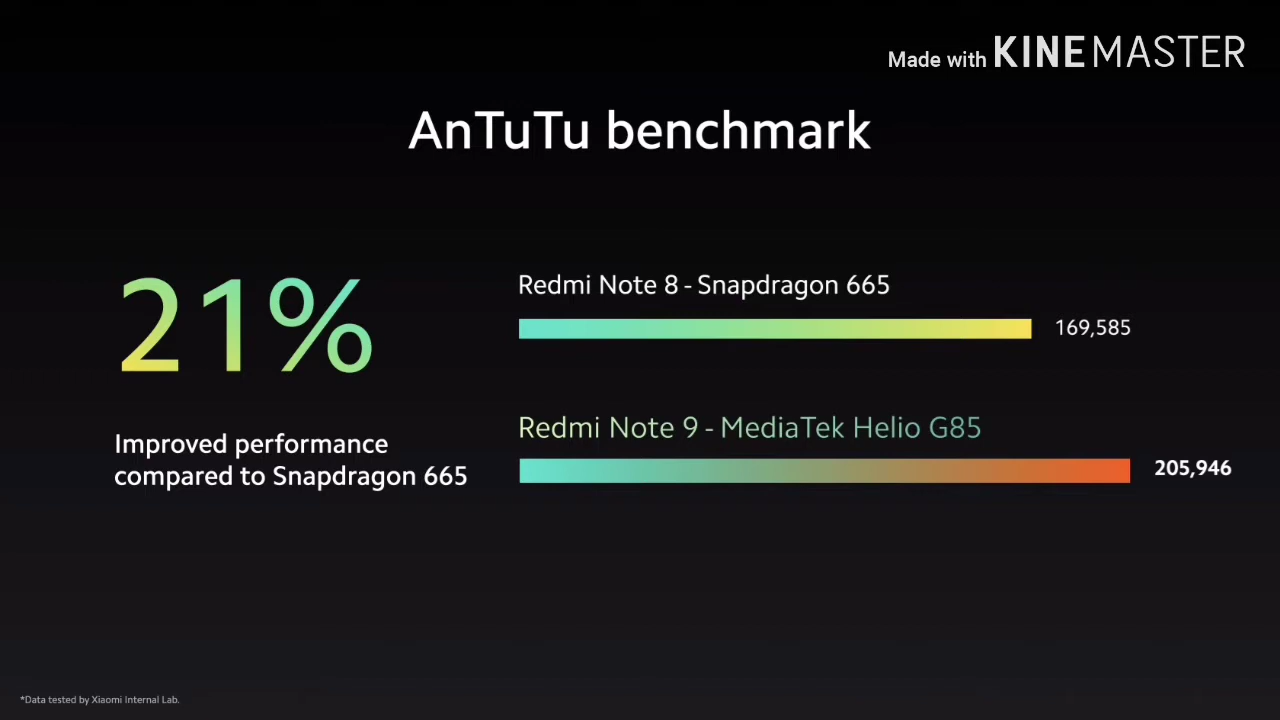 Made with KINEMASTER
AnTuTu benchmark
21%
Improved performance
compared to Snapdragon 665
Redmi Note 8 - Snapdragon 665
169,585
Redmi Note 9 - MediaTek Helio G85
205,946
*Data tested by Xiaomi Internal Lab.